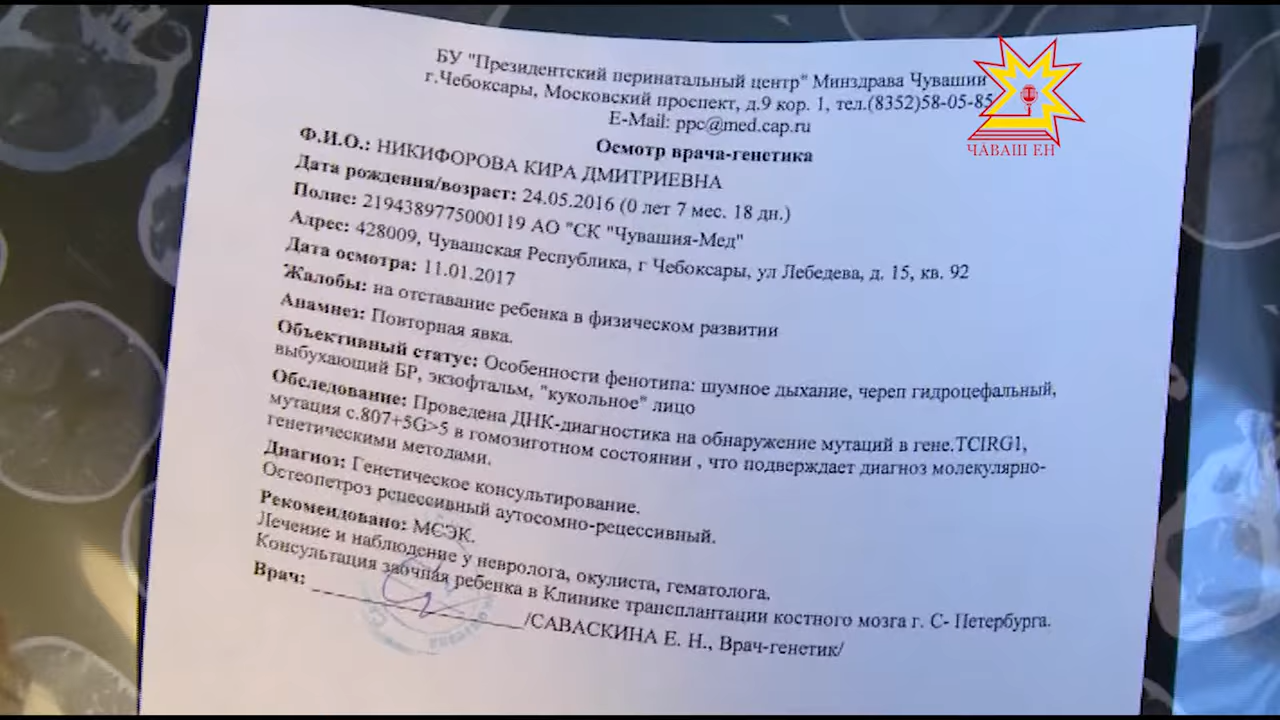 БУ "Президентский перинатальный центр" Минздрава Чувашии
г.Чебоксары, Московский проспект, д.9 кор. 1, тел.(8352)58-05-85
E-Mail: ppc@med.cap.ru
Осмотр врача-генетика
Ф.И.О.: НИКИФОРОВА КИРА ДМИТРИЕВНА
Дата рождения/возраст: 24.05.2016 (0 лет 7 мес. 18 дн.)
Полис: 2194389775000119 АО "СК "Чувашия-Мед"
Адрес: 428009, Чувашская Республика, г Чебоксары, ул Лебедева, д. 15, кв. 92
Дата осмотра: 11.01.2017
Жалобы: на отставание ребенка в физическом развитии
Анамнез: Повторная явка.
Объективный статус: Особенности фенотипа: шумное дыхание, череп гидроцефальный,
выбухающий БР, экзофтальм, "кукольное" лицо
Обследование: Проведена ДНК-диагностика на обнаружение мутаций в гене.TCIRG1,
мутация с.807+5G>5 в гомозиготном состоянии , что подтверждает диагноз молекулярно-
генетическими методами.
Диагноз: Генетическое консультирование.
Остеопетроз рецессивный аутосомно-рецессивный.
Рекомендовано: МСЭК.
Лечение и наблюдение у невролога, окулиста, гематолога.
Консультация заочная ребенка в Клинике трансплантации костного мозга г. С- Петербурга.
Врач: /САВАСКИНА Е. Н., Врач-генетик/
ЧӐВАШ ЕН